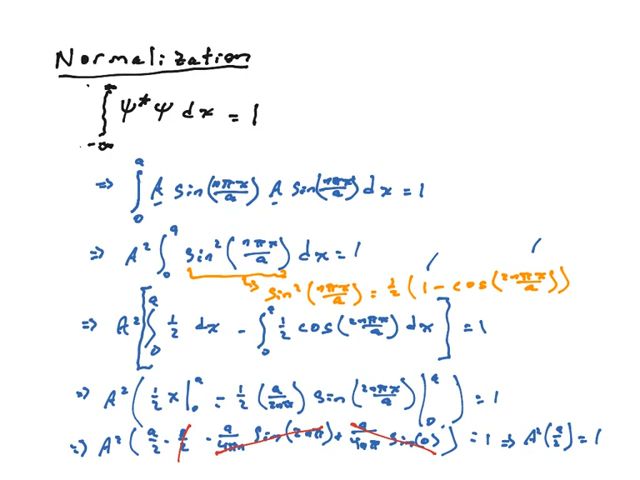 Normalization
∫_{-∞}^{∞} ψ* ψ dx = 1
⇒ ∫_0^a A sin(nπx/a) A sin(nπx/a) dx = 1
⇒ A² ∫_0^a sin²(nπx/a) dx = 1
sin²(nπx/a) = 1/2 (1 - cos(2nπx/a))
⇒ A² [∫_0^a 1/2 dx - ∫_0^a 1/2 cos(2nπx/a) dx] = 1
⇒ A² (1/2 x |_0^a - 1/2 (a/2nπ) sin(2nπx/a) |_0^a) = 1
⇒ A² (a/2 - 0/2 - a/4nπ sin(2nπ) + a/4nπ sin(0)) = 1 ⇒ A² (a/2) = 1